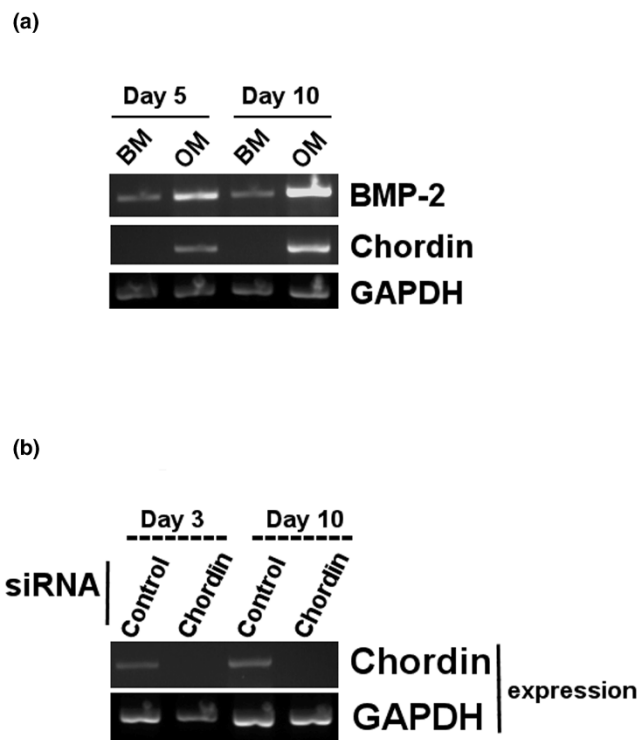 (a)
Day 5 Day 10
BM OM BM OM
BMP-2
Chordin
GAPDH
(b)
Day 3 Day 10
siRNA Control Chordin Control Chordin
Chordin
GAPDH
expression